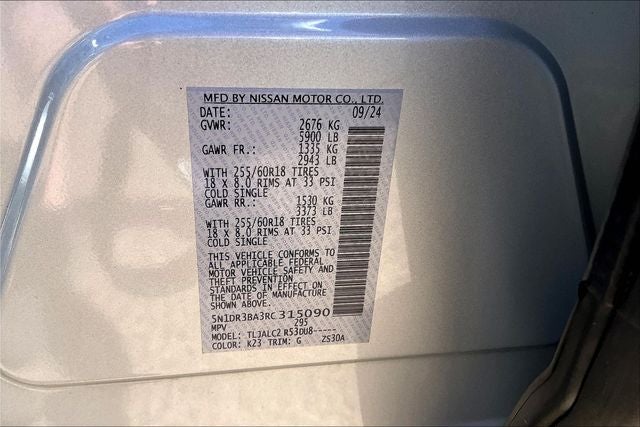 MFD BY NISSAN MOTOR CO., LTD.
DATE: 09/24
GVWR: 2676 KG
5900 LB
GAWR FR.: 1335 KG
2943 LB
WITH 255/60R18 TIRES
18 X 8.0 RIMS AT 33 PSI
COLD SINGLE
GAWR RR.: 1530 KG
3373 LB
WITH 255/60R18 TIRES
18 X 8.0 RIMS AT 33 PSI
COLD SINGLE
THIS VEHICLE CONFORMS TO
ALL APPLICABLE FEDERAL
MOTOR VEHICLE SAFETY AND
THEFT PREVENTION
STANDARDS IN EFFECT ON
THE DATE OF MANUFACTURE
SHOWN ABOVE.
5N1DR3BA3RC315090
MPV 295
MODEL: TLJALC2 R53DU8-----
COLOR: K23 TRIM: G ZS30A